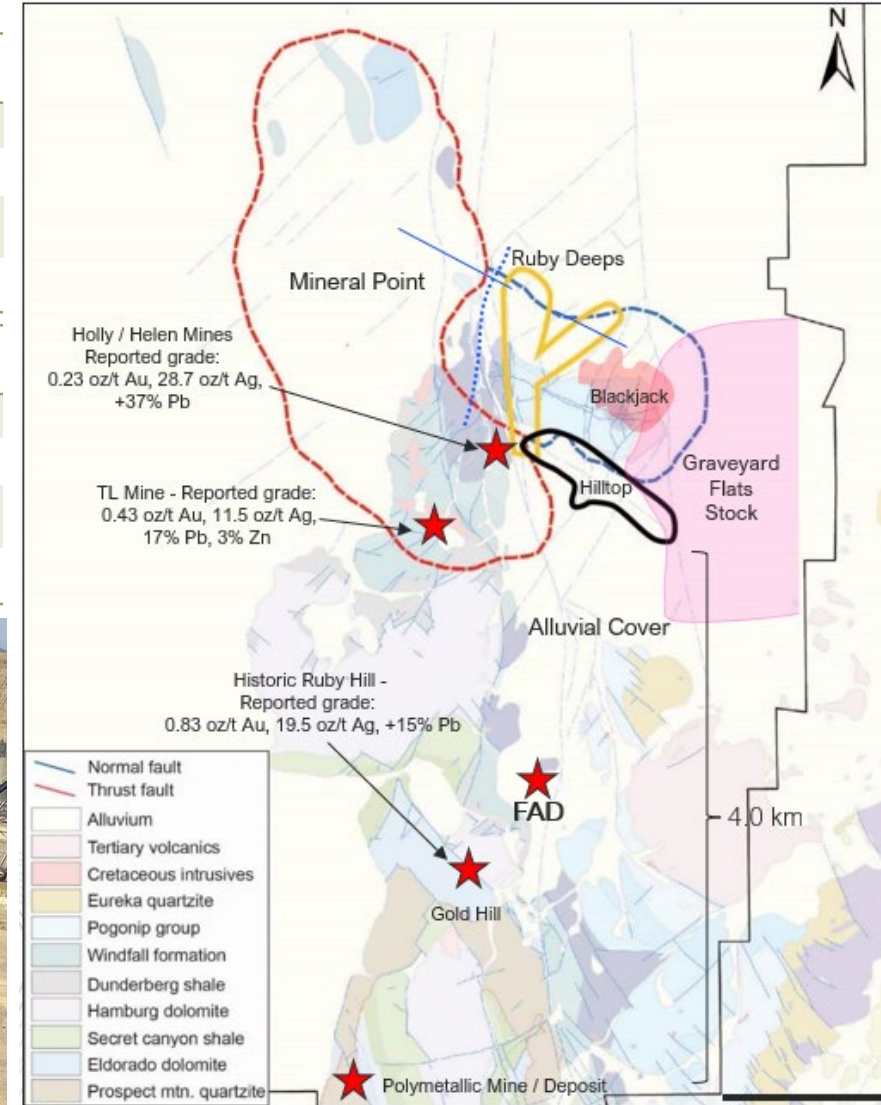 N
Ruby Deeps
Mineral Point
Holly / Helen Mines
Reported grade:
0.23 oz/t Au, 28.7 oz/t Ag,
+37% Pb
Blackjack
Graveyard
Flats
Stock
Hilltop
TL Mine - Reported grade:
0.43 oz/t Au, 11.5 oz/t Ag,
17% Pb, 3% Zn
Alluvial Cover
Historic Ruby Hill -
Reported grade:
0.83 oz/t Au, 19.5 oz/t Ag, +15% Pb
FAD
4.0 km
Gold Hill
Normal fault
Thrust fault
Alluvium
Tertiary volcanics
Cretaceous intrusives
Eureka quartzite
Pogonip group
Windfall formation
Dunderberg shale
Hamburg dolomite
Secret canyon shale
Eldorado dolomite
Prospect mtn. quartzite
Polymetallic Mine / Deposit